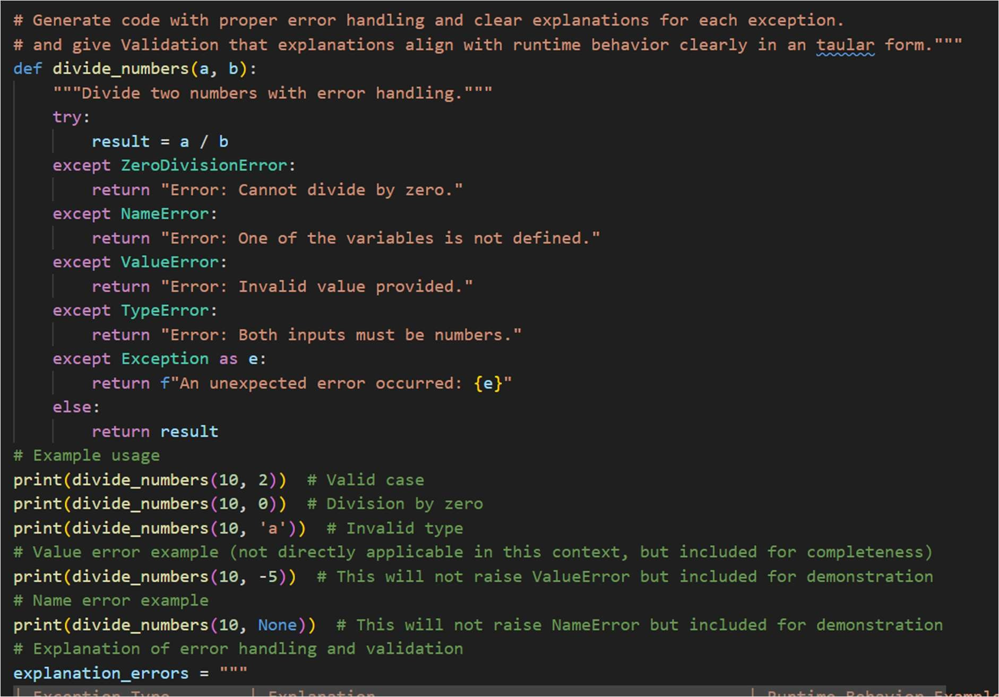 # Generate code with proper error handling and clear explanations for each exception.
# and give Validation that explanations align with runtime behavior clearly in an taular form."""
def divide_numbers(a, b):
    """Divide two numbers with error handling."""
    try:
        result = a / b
    except ZeroDivisionError:
        return "Error: Cannot divide by zero."
    except NameError:
        return "Error: One of the variables is not defined."
    except ValueError:
        return "Error: Invalid value provided."
    except TypeError:
        return "Error: Both inputs must be numbers."
    except Exception as e:
        return f"An unexpected error occurred: {e}"
    else:
        return result
# Example usage
print(divide_numbers(10, 2))  # Valid case
print(divide_numbers(10, 0))  # Division by zero
print(divide_numbers(10, 'a'))  # Invalid type
# Value error example (not directly applicable in this context, but included for completeness)
print(divide_numbers(10, -5))  # This will not raise ValueError but included for demonstration
# Name error example
print(divide_numbers(10, None))  # This will not raise NameError but included for demonstration
# Explanation of error handling and validation
explanation_errors = """
| Exception Type | Explanation | Runtime Behavior Example